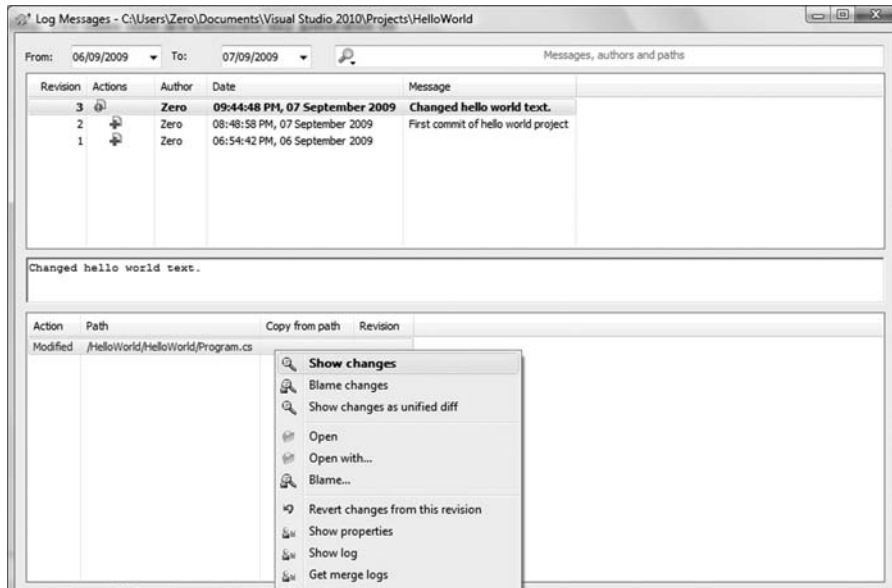 Log Messages - C:\Users\Zero\Documents\Visual Studio 2010\Projects\HelloWorld
From: 06/09/2009 To: 07/09/2009 Messages, authors and paths
Revision Actions Author Date Message
3 Zero 09:44:48 PM, 07 September 2009 Changed hello world text.
2 Zero 08:48:58 PM, 07 September 2009 First commit of hello world project
1 Zero 06:54:42 PM, 06 September 2009
Changed hello world text.
Action Path Copy from path Revision
Modified /HelloWorld/HelloWorld/Program.cs
Show changes
Blame changes
Show changes as unified diff
Open
Open with...
Blame...
Revert changes from this revision
Show properties
Show log
Get merge logs